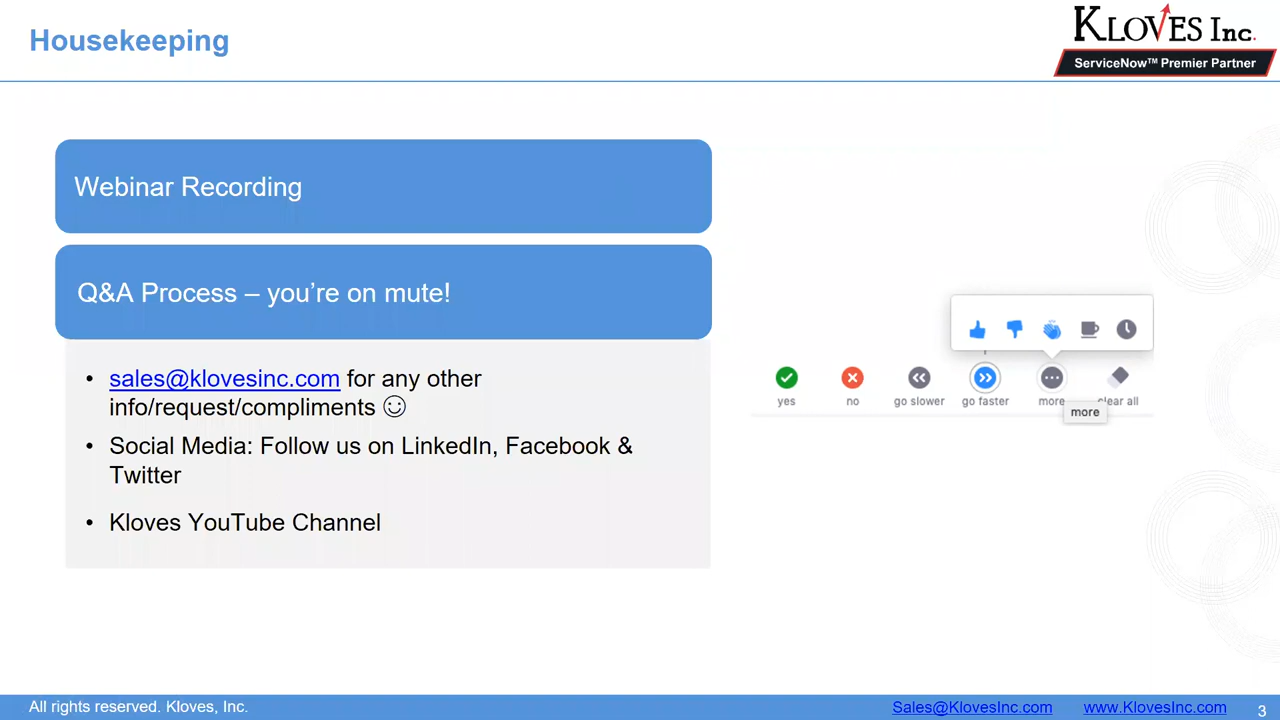 Housekeeping
KLOVES Inc.
ServiceNow™ Premier Partner
Webinar Recording
Q&A Process – you're on mute!
• sales@klovesinc.com for any other
info/request/compliments ☺
• Social Media: Follow us on LinkedIn, Facebook &
Twitter
• Kloves YouTube Channel
yes no go slower go faster more clear all
more
All rights reserved. Kloves, Inc. Sales@KlovesInc.com www.KlovesInc.com 3